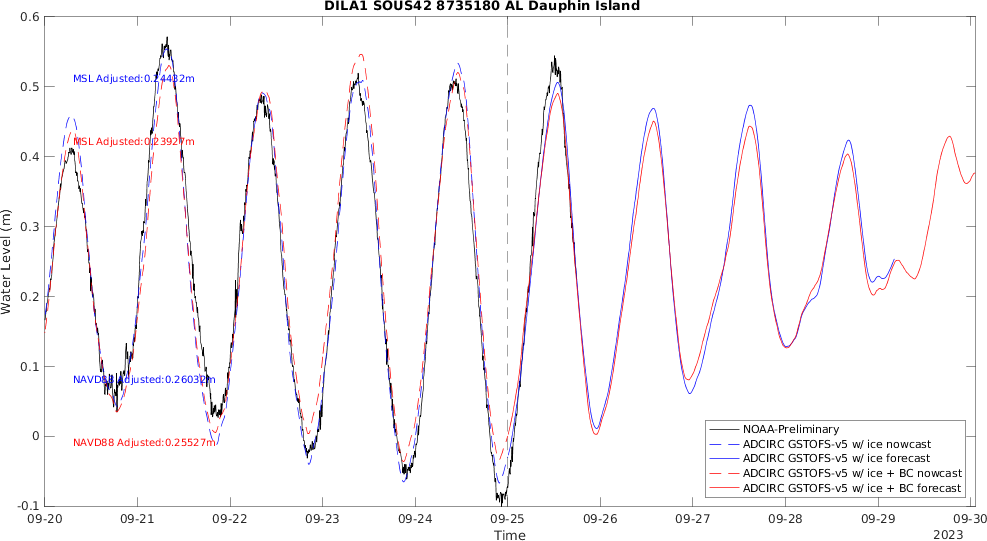 DILA1 SOUS42 8735180 AL Dauphin Island
0.6
0.5
0.4
0.3
0.2
0.1
0
-0.1
Water Level (m)
MSL Adjusted:0.24432m
MSL Adjusted:0.23927m
NAVD88 Adjusted:0.26032m
NAVD88 Adjusted:0.25527m
NOAA-Preliminary
ADCIRC GSTOFS-v5 w/ ice nowcast
ADCIRC GSTOFS-v5 w/ ice forecast
ADCIRC GSTOFS-v5 w/ ice + BC nowcast
ADCIRC GSTOFS-v5 w/ ice + BC forecast
09-20 09-21 09-22 09-23 09-24 09-25 09-26 09-27 09-28 09-29 09-30
Time
2023